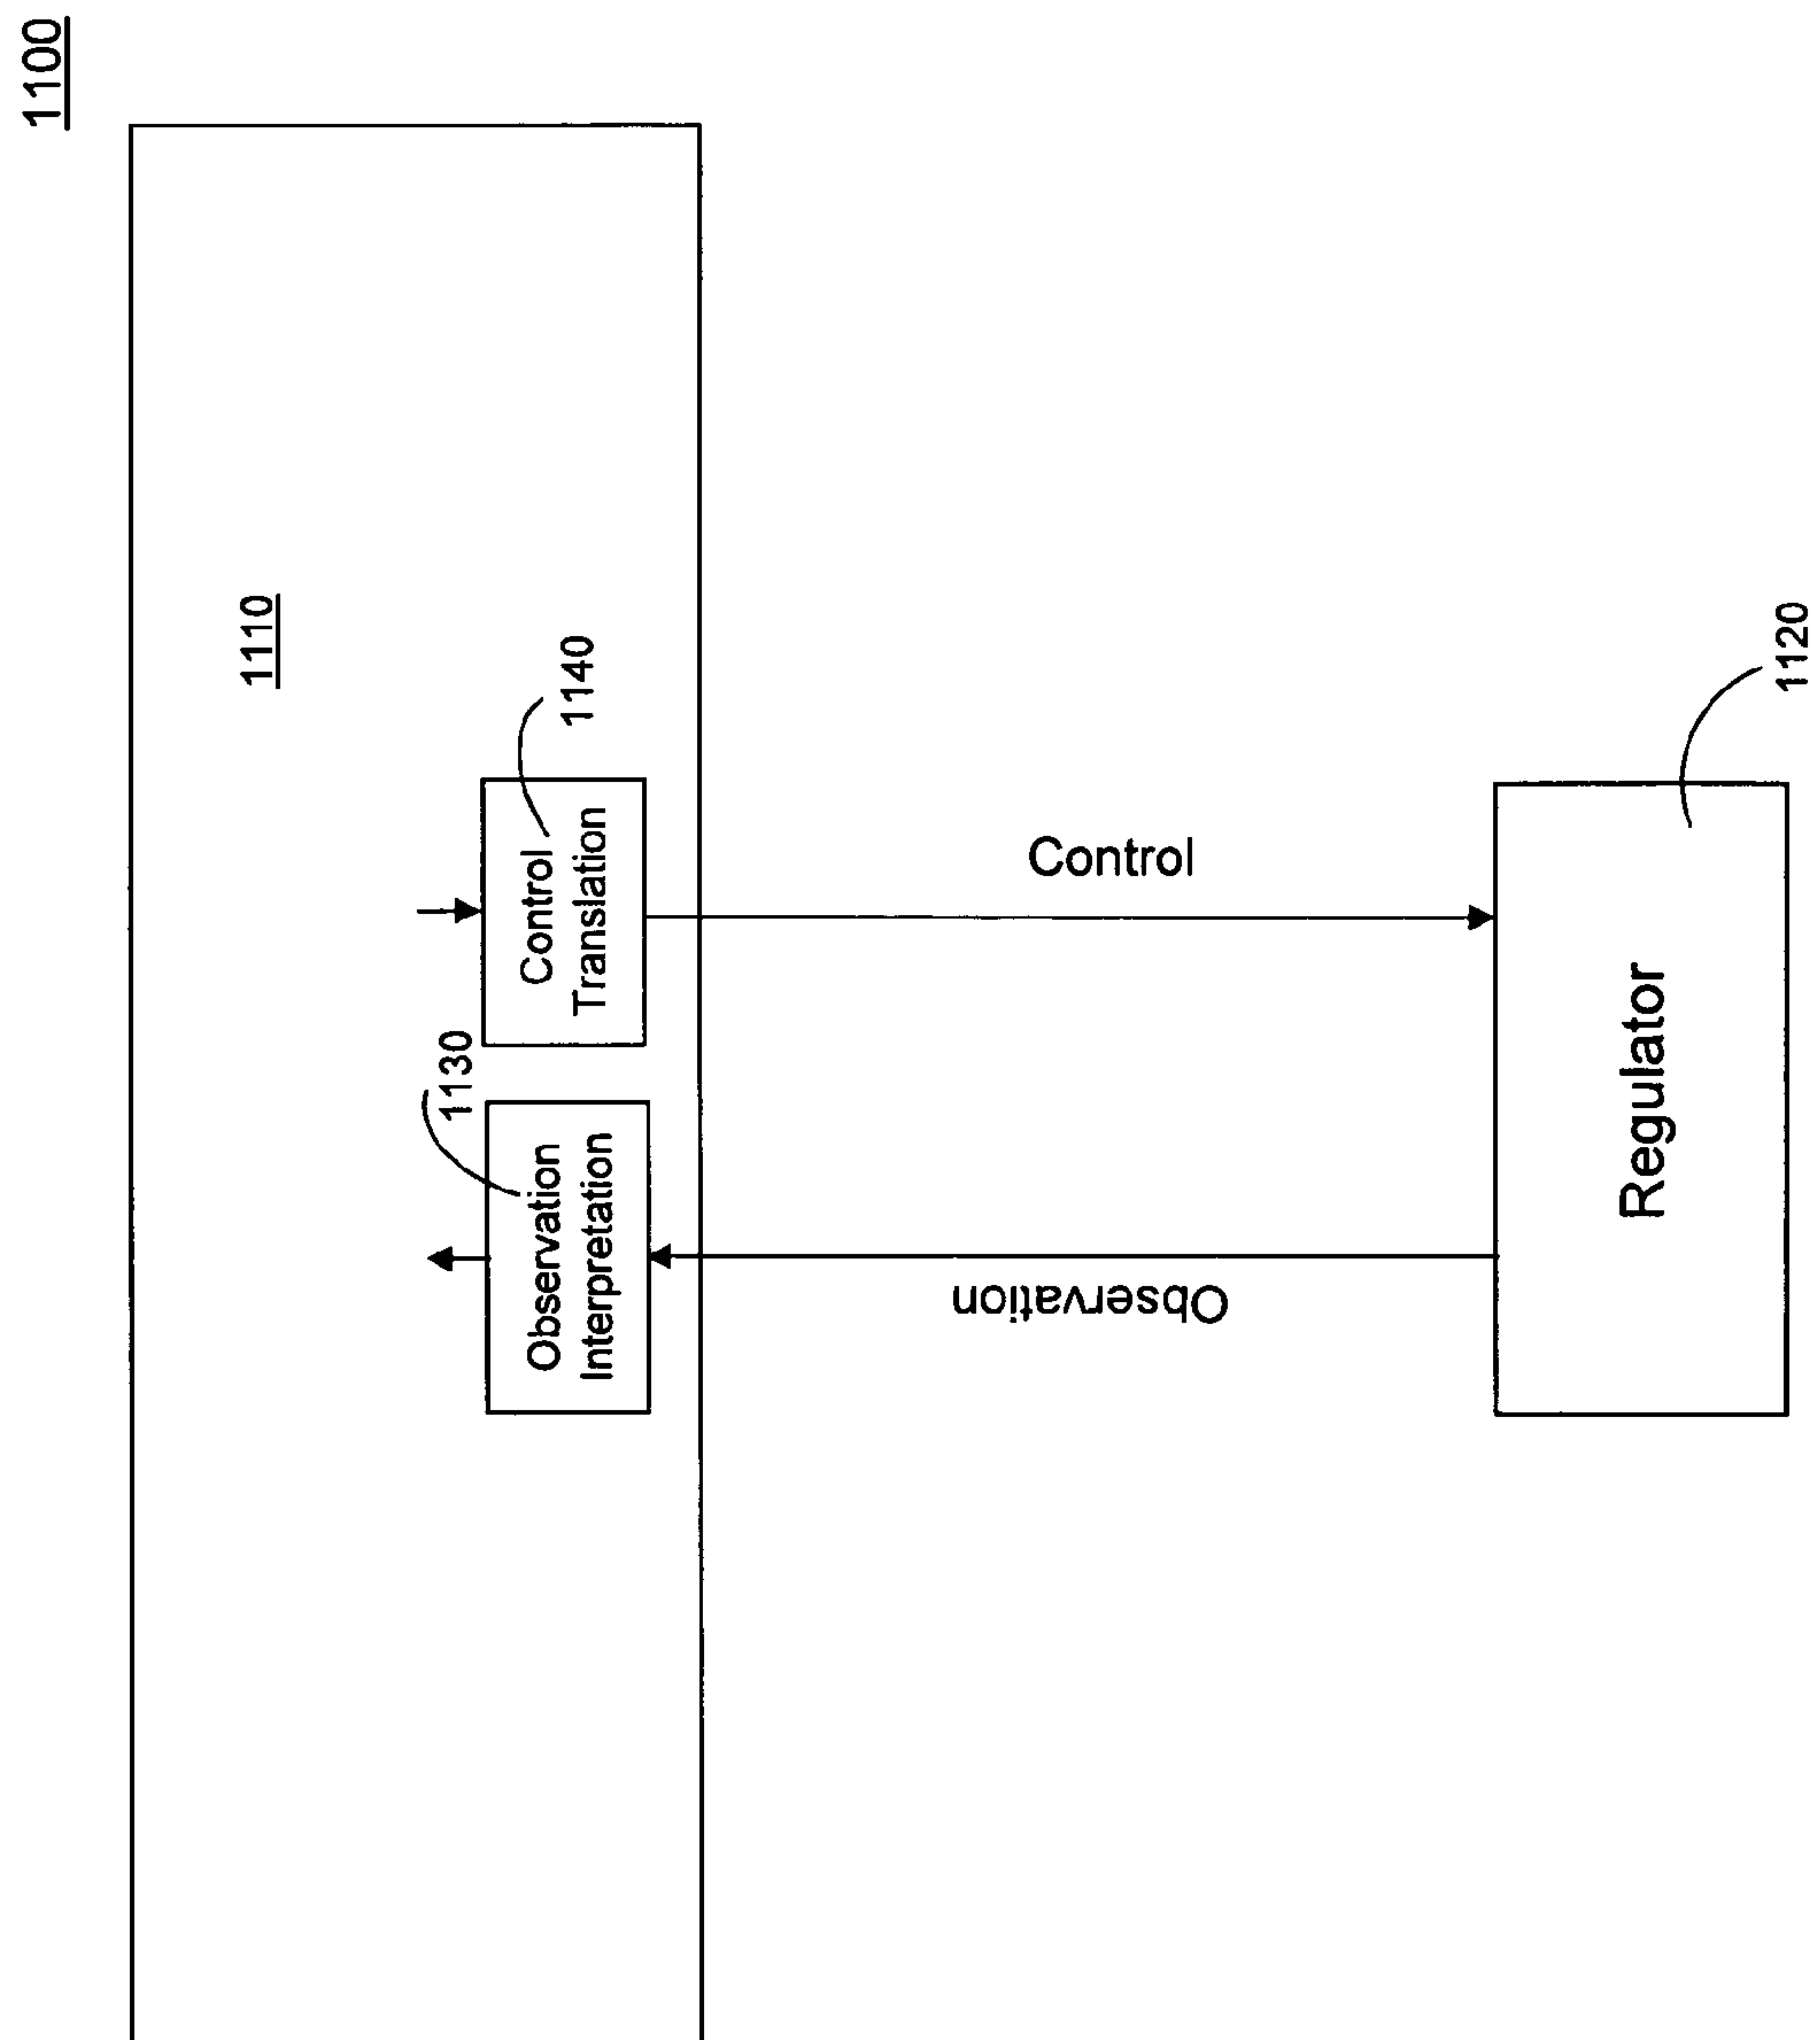 1100
1110
1140
Control
Translation
1130
Observation
Interpretation
Control
Observation
Regulator
1120